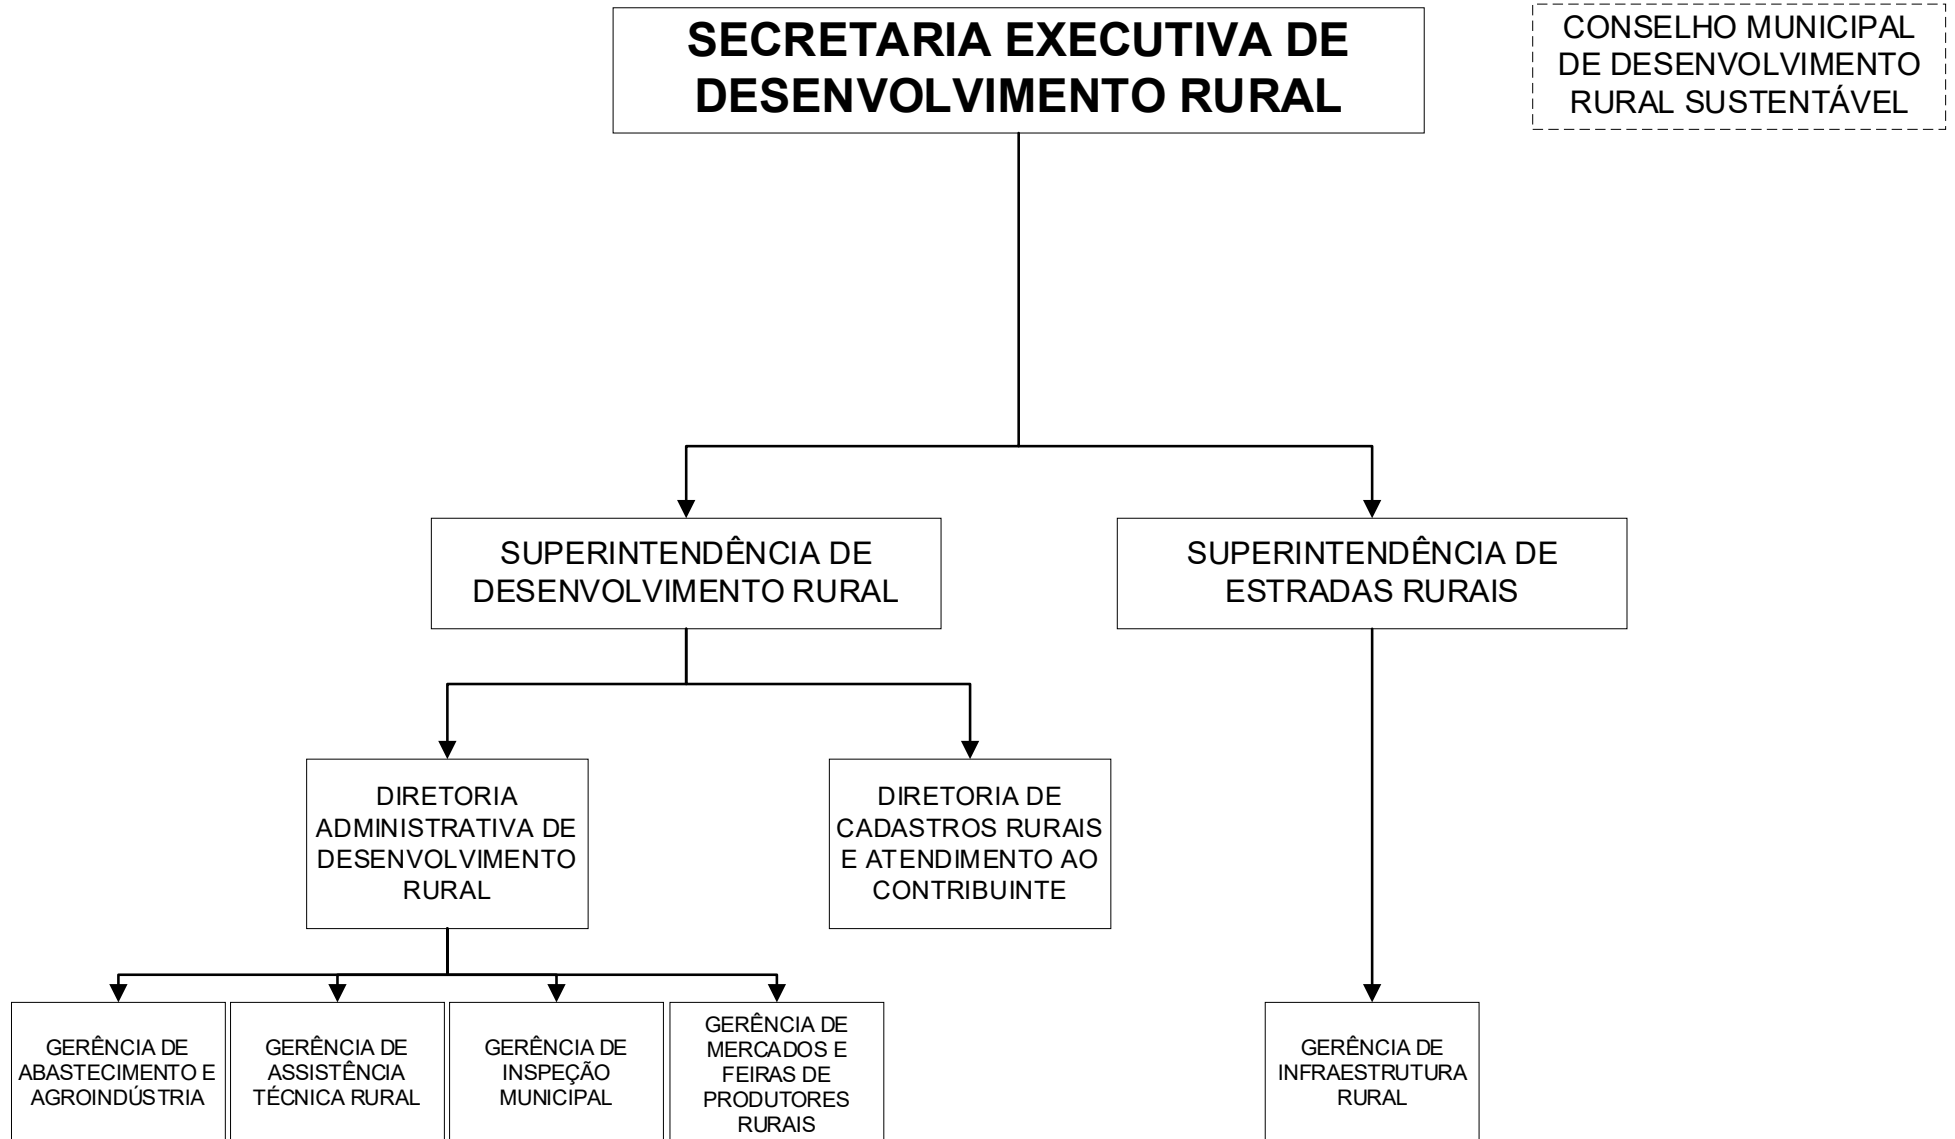 SECRETARIA EXECUTIVA DE
DESENVOLVIMENTO RURAL
CONSELHO MUNICIPAL
DE DESENVOLVIMENTO
RURAL SUSTENTÁVEL
SUPERINTENDÊNCIA DE
DESENVOLVIMENTO RURAL
SUPERINTENDÊNCIA DE
ESTRADAS RURAIS
DIRETORIA
ADMINISTRATIVA DE
DESENVOLVIMENTO
RURAL
DIRETORIA DE
CADASTROS RURAIS
E ATENDIMENTO AO
CONTRIBUINTE
GERÊNCIA DE
ABASTECIMENTO E
AGROINDÚSTRIA
GERÊNCIA DE
ASSISTÊNCIA
TÉCNICA RURAL
GERÊNCIA DE
INSPEÇÃO
MUNICIPAL
GERÊNCIA DE
MERCADOS E
FEIRAS DE
PRODUTORES
RURAIS
GERÊNCIA DE
INFRAESTRUTURA
RURAL